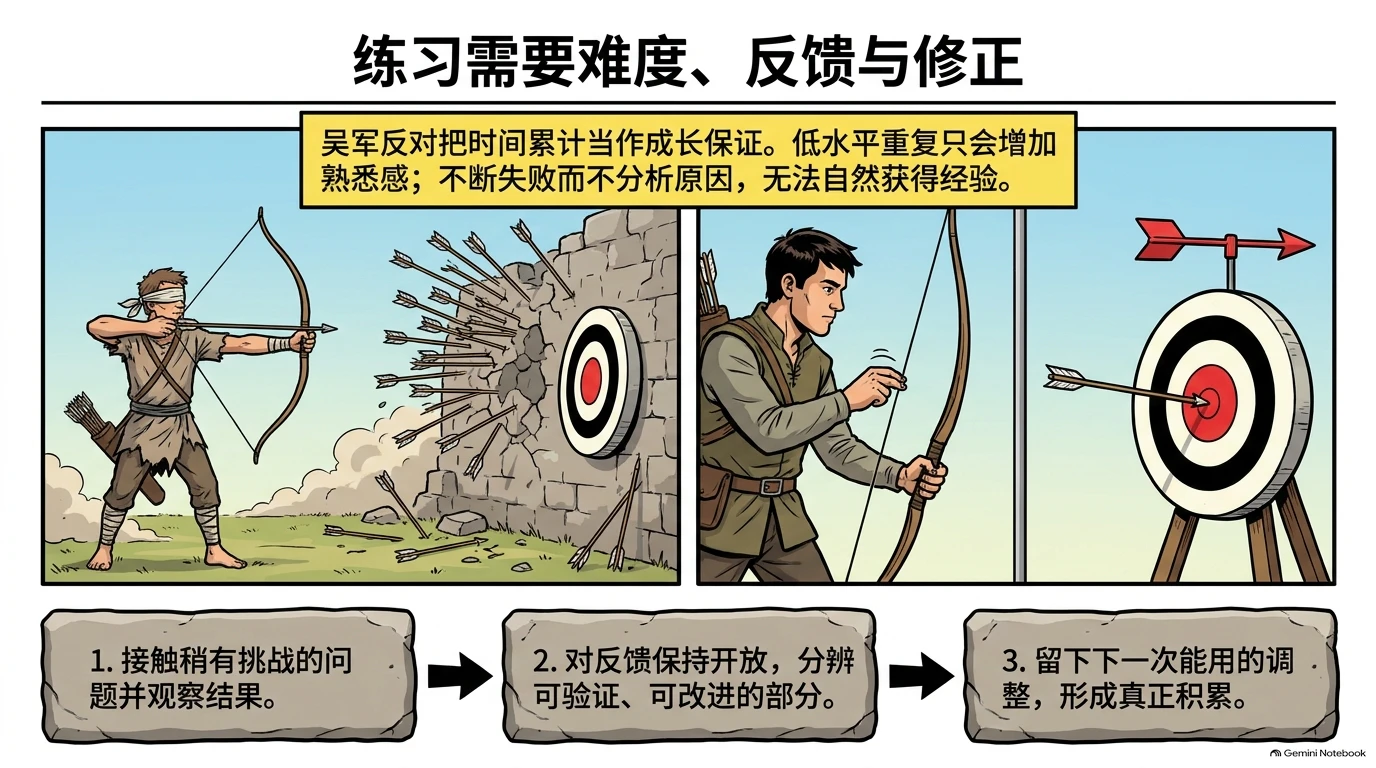 练习需要难度、反馈与修正
吴军反对把时间累计当作成长保证。低水平重复只会增加
熟悉感；不断失败而不分析原因，无法自然获得经验。
1. 接触稍有挑战的问
题并观察结果。
2. 对反馈保持开放，分辨
可验证、可改进的部分。
3. 留下下一次能用的调
整，形成真正积累。
Gemini Notebook